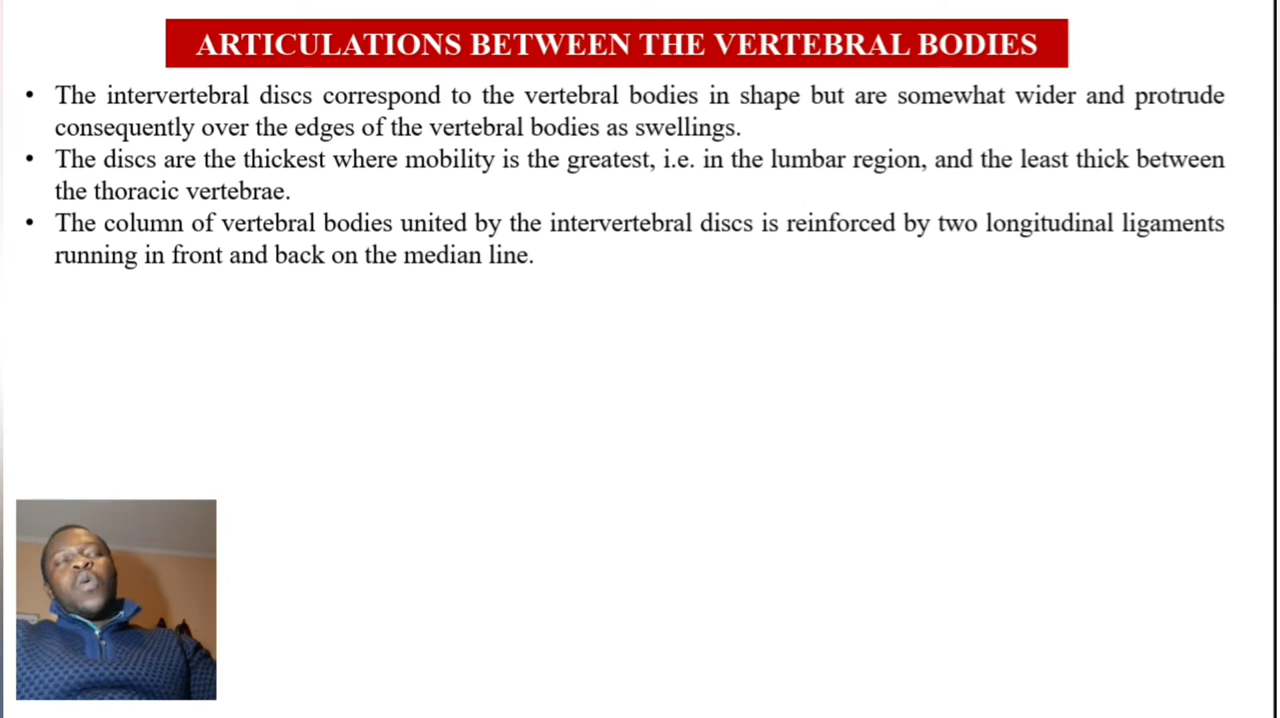 ARTICULATIONS BETWEEN THE VERTEBRAL BODIES
• The intervertebral discs correspond to the vertebral bodies in shape but are somewhat wider and protrude
consequently over the edges of the vertebral bodies as swellings.
• The discs are the thickest where mobility is the greatest, i.e. in the lumbar region, and the least thick between
the thoracic vertebrae.
• The column of vertebral bodies united by the intervertebral discs is reinforced by two longitudinal ligaments
running in front and back on the median line.